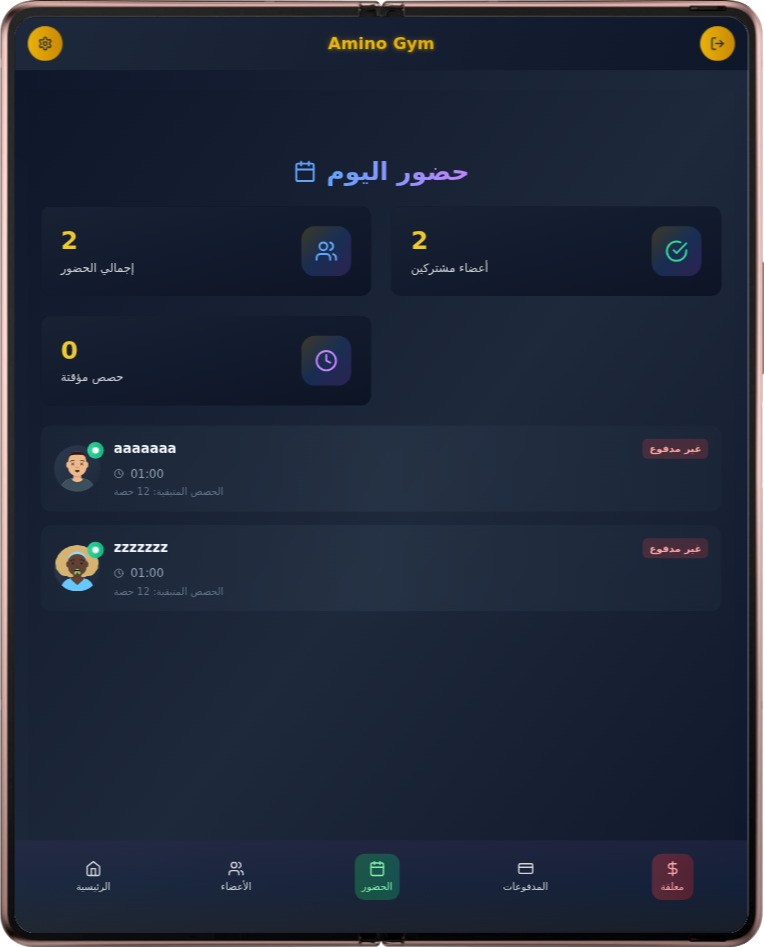 Amino Gym
حضور اليوم
2
إجمالي الحضور
2
أعضاء مشتركين
0
حصص مؤقتة
aaaaaaa
غير مدفوع
01:00
الحصص المتبقية: 12 حصة
zzzzzzz
غير مدفوع
01:00
الحصص المتبقية: 12 حصة
الرئيسية
الأعضاء
الحضور
المدفوعات
معلقة